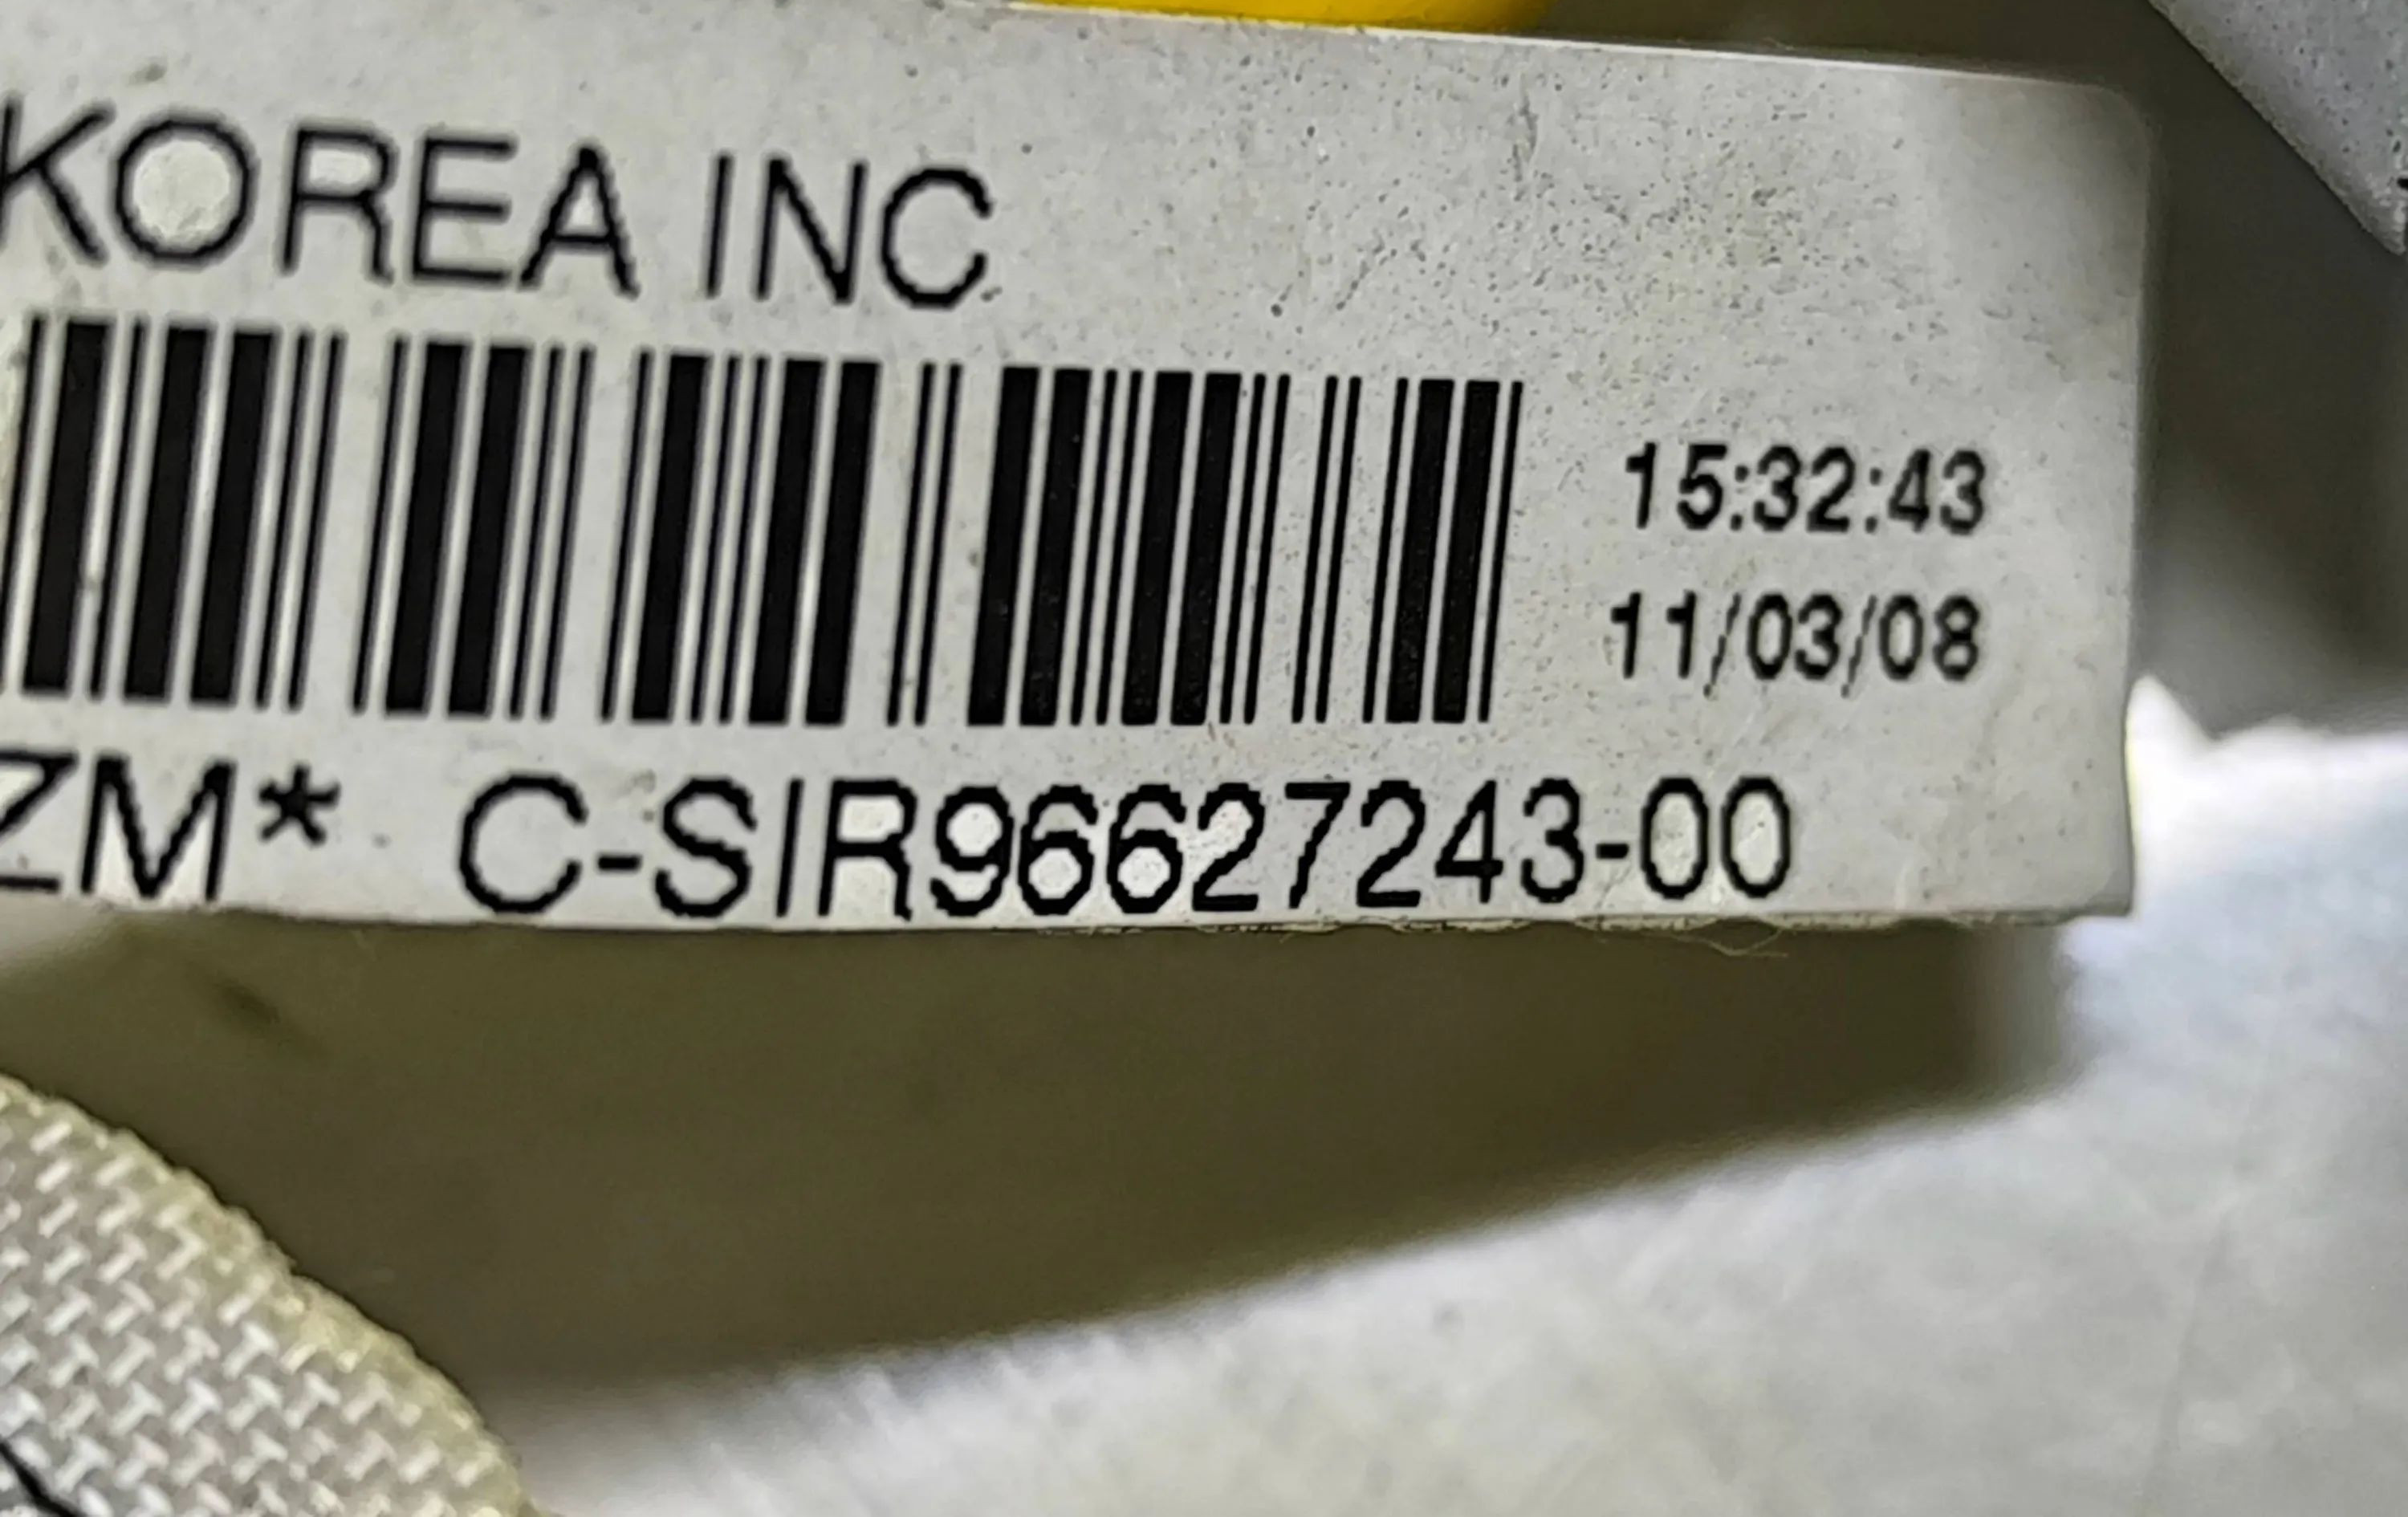 KOREA INC
15:32:43
11/03/08
ZM* C-SIR96627243-00